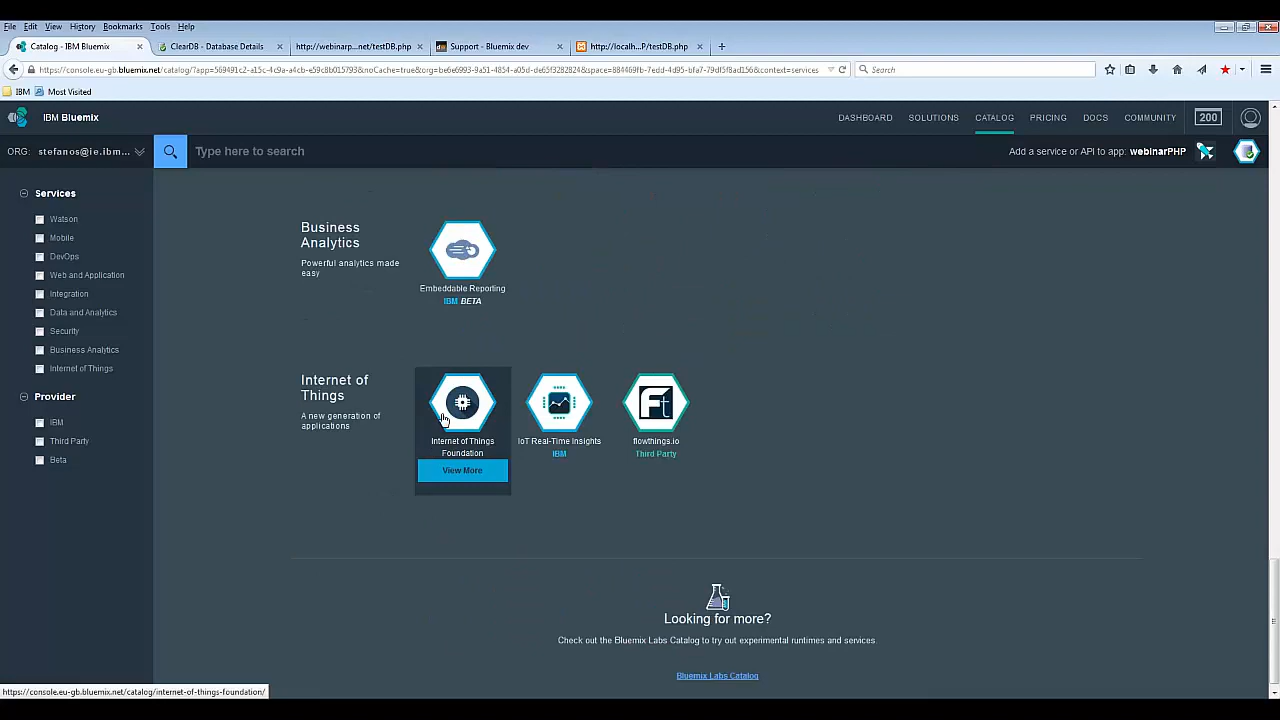 File Edit View History Bookmarks Tools Help
Catalog - IBM Bluemix
ClearDB - Database Details
http://webinarp...net/testDB.php
Support - Bluemix dev
http://localh...P/testDB.php
Search
IBM Most Visited
IBM Bluemix
DASHBOARD SOLUTIONS CATALOG PRICING DOCS COMMUNITY 200
ORG: stefanos@ie.ibm...
Type here to search
Add a service or API to app: webinarPHP
Services
Watson
Mobile
DevOps
Web and Application
Integration
Data and Analytics
Security
Business Analytics
Internet of Things
Provider
IBM
Third Party
Beta
Business
Analytics
Powerful analytics made
easy
Embeddable Reporting
IBM BETA
Internet of
Things
A new generation of
applications
Internet of Things
Foundation
View More
IoT Real-Time Insights
IBM
Ft
flowthings.io
Third Party
Looking for more?
Check out the Bluemix Labs Catalog to try out experimental runtimes and services.
Bluemix Labs Catalog
https://console.eu-gb.bluemix.net/catalog/internet-of-things-foundation/